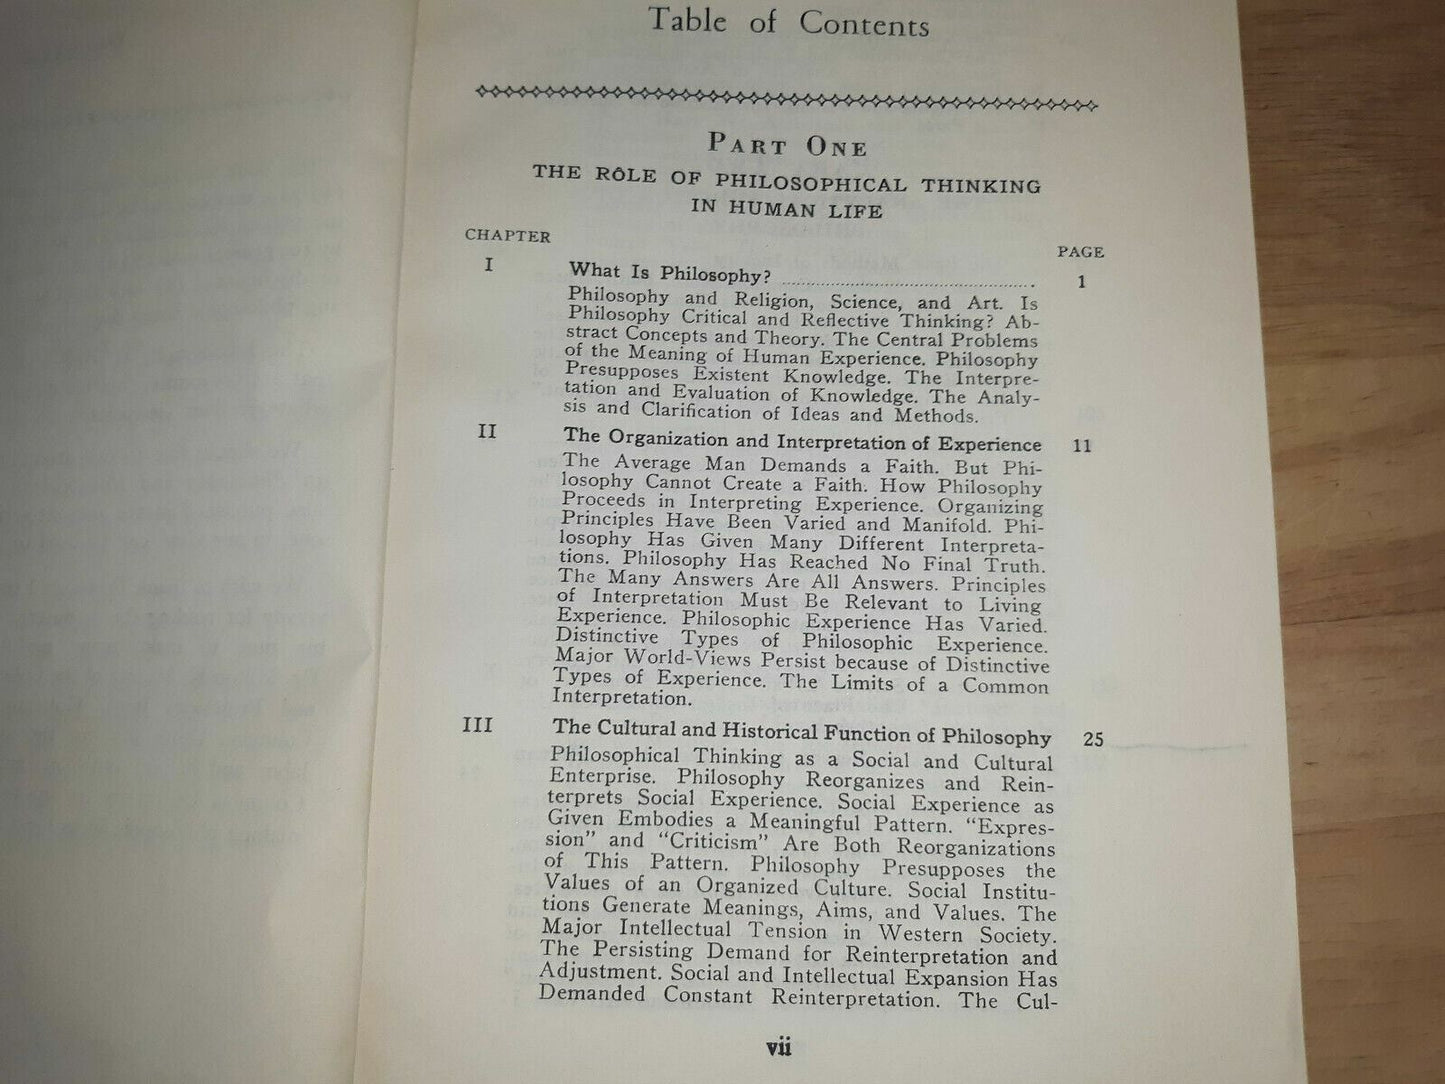 Table of Contents
PART ONE
THE RÔLE OF PHILOSOPHICAL THINKING
IN HUMAN LIFE
CHAPTER PAGE
I What Is Philosophy? 1
Philosophy and Religion, Science, and Art. Is
Philosophy Critical and Reflective Thinking? Ab-
stract Concepts and Theory. The Central Problems
of the Meaning of Human Experience. Philosophy
Presupposes Existent Knowledge. The Interpre-
tation and Evaluation of Knowledge. The Analy-
sis and Clarification of Ideas and Methods.
II The Organization and Interpretation of Experience 11
The Average Man Demands a Faith. But Phi-
losophy Cannot Create a Faith. How Philosophy
Proceeds in Interpreting Experience. Organizing
Principles Have Been Varied and Manifold. Phi-
losophy Has Given Many Different Interpreta-
tions. Philosophy Has Reached No Final Truth.
The Many Answers Are All Answers. Principles
of Interpretation Must Be Relevant to Living
Experience. Philosophic Experience Has Varied.
Distinctive Types of Philosophic Experience.
Major World-Views Persist because of Distinctive
Types of Experience. The Limits of a Common
Interpretation.
III The Cultural and Historical Function of Philosophy 25
Philosophical Thinking as a Social and Cultural
Enterprise. Philosophy Reorganizes and Rein-
terprets Social Experience. Social Experience as
Given Embodies a Meaningful Pattern. “Expres-
sion” and “Criticism” Are Both Reorganizations
of This Pattern. Philosophy Presupposes the
Values of an Organized Culture. Social Institu-
tions Generate Meanings, Aims, and Values. The
Major Intellectual Tension in Western Society.
The Persisting Demand for Reinterpretation and
Adjustment. Social and Intellectual Expansion Has
Demanded Constant Reinterpretation. The Cul-
vii